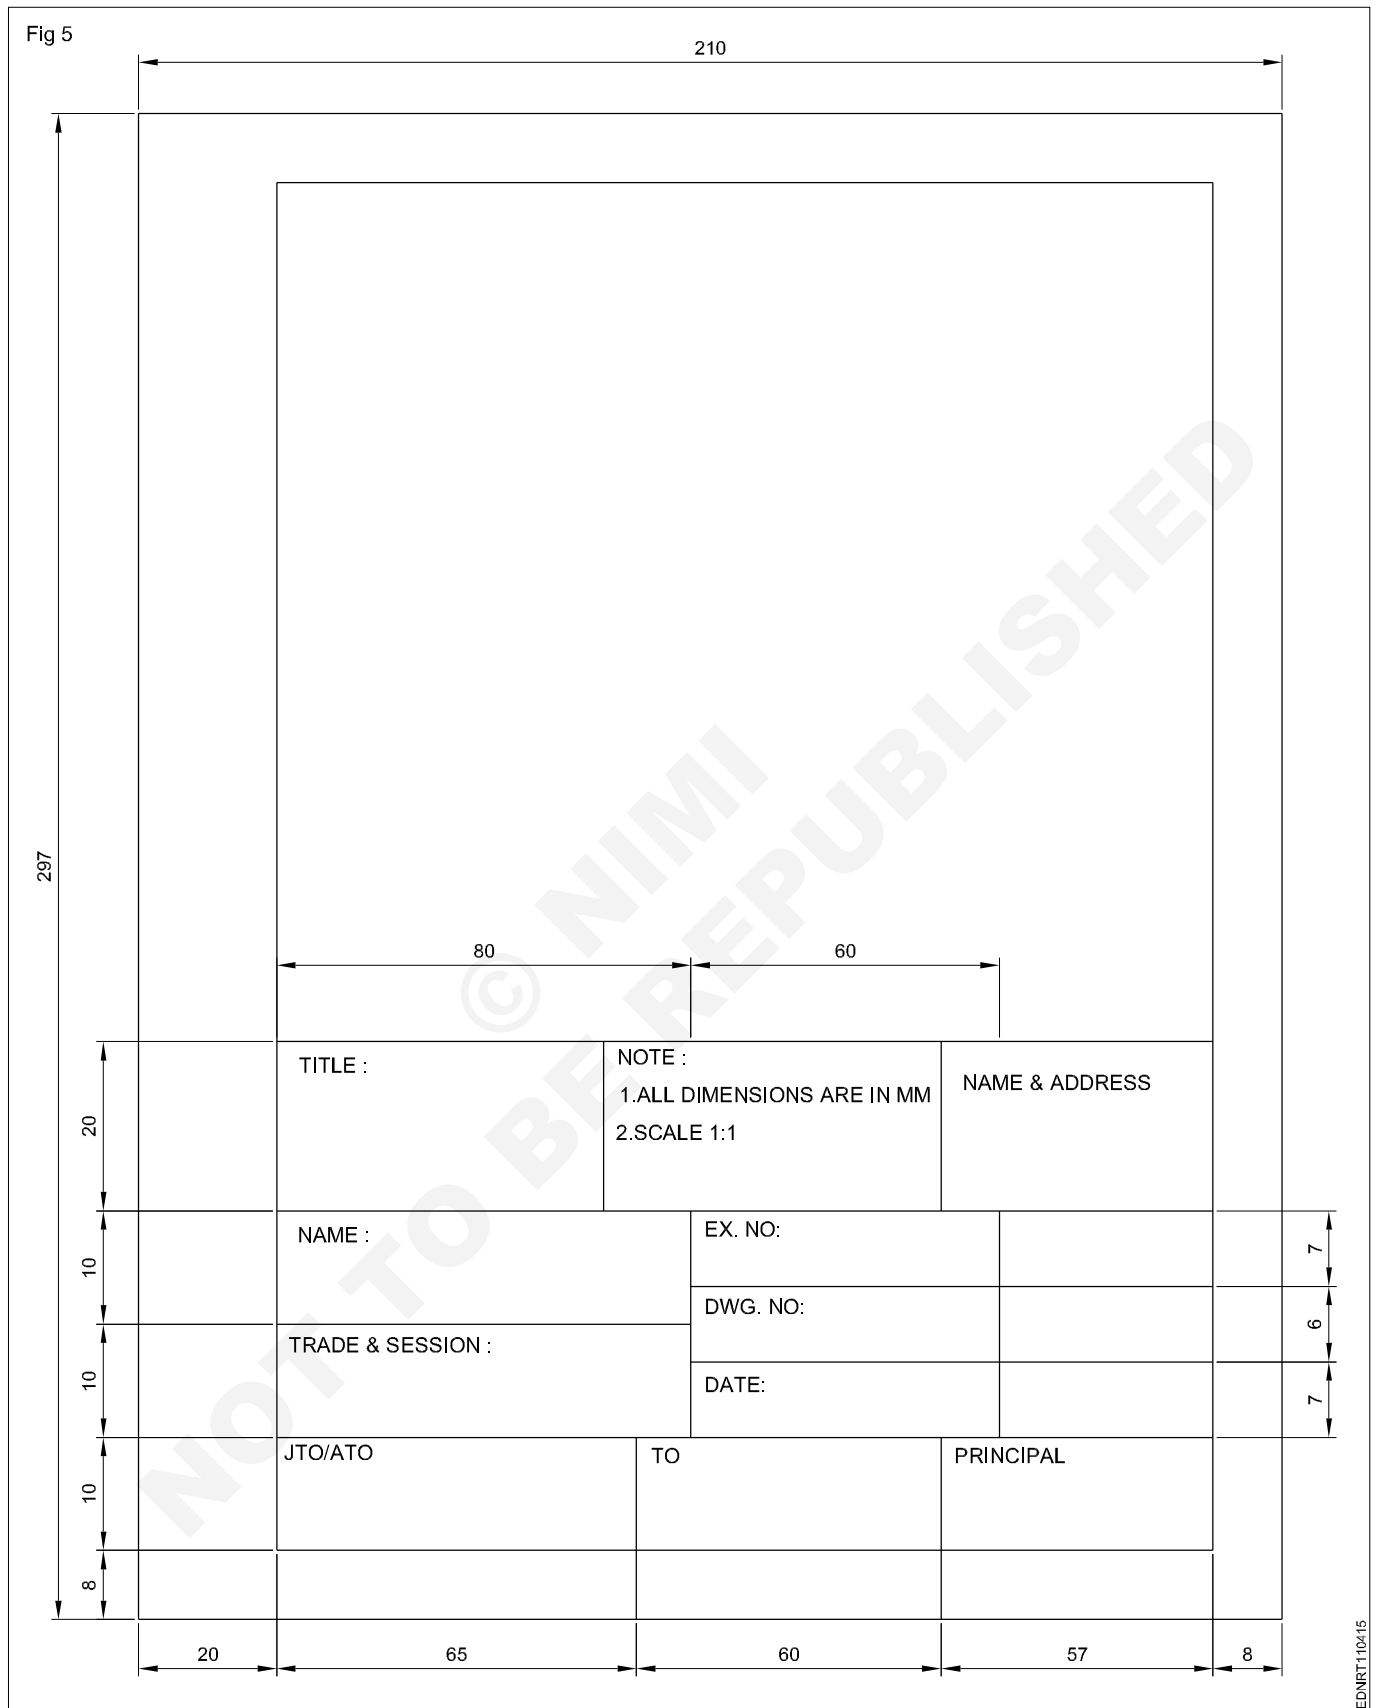 Fig 5
210
297
80
60
TITLE :
NOTE :
1.ALL DIMENSIONS ARE IN MM
2.SCALE 1:1
NAME & ADDRESS
20
NAME :
EX. NO:
7
10
DWG. NO:
6
TRADE & SESSION :
10
DATE:
7
JTO/ATO
TO
PRINCIPAL
10
8
20
65
60
57
8
EDNRT110415
© NIMI
NOT TO BE REPUBLISHED